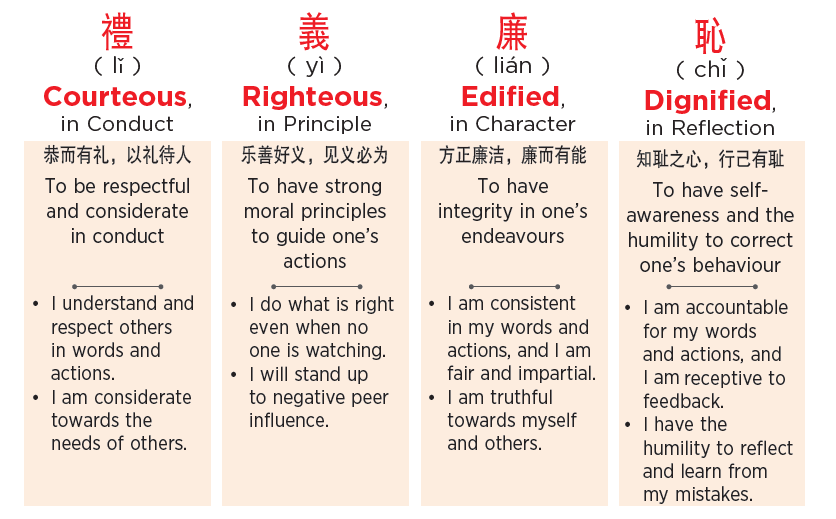 禮
( lǐ )
Courteous,
in Conduct
恭而有礼，以礼待人
To be respectful
and considerate
in conduct
• I understand and
respect others
in words and
actions.
• I am considerate
towards the
needs of others.
義
( yì )
Righteous,
in Principle
乐善好义，见义必为
To have strong
moral principles
to guide one's
actions
• I do what is right
even when no
one is watching.
• I will stand up
to negative peer
influence.
廉
( lián )
Edified,
in Character
方正廉洁，廉而有能
To have
integrity in one's
endeavours
• I am consistent
in my words and
actions, and I am
fair and impartial.
• I am truthful
towards myself
and others.
恥
( chǐ )
Dignified,
in Reflection
知耻之心，行己有耻
To have self-
awareness and the
humility to correct
one's behaviour
• I am accountable
for my words
and actions, and
I am receptive to
feedback.
• I have the
humility to reflect
and learn from
my mistakes.